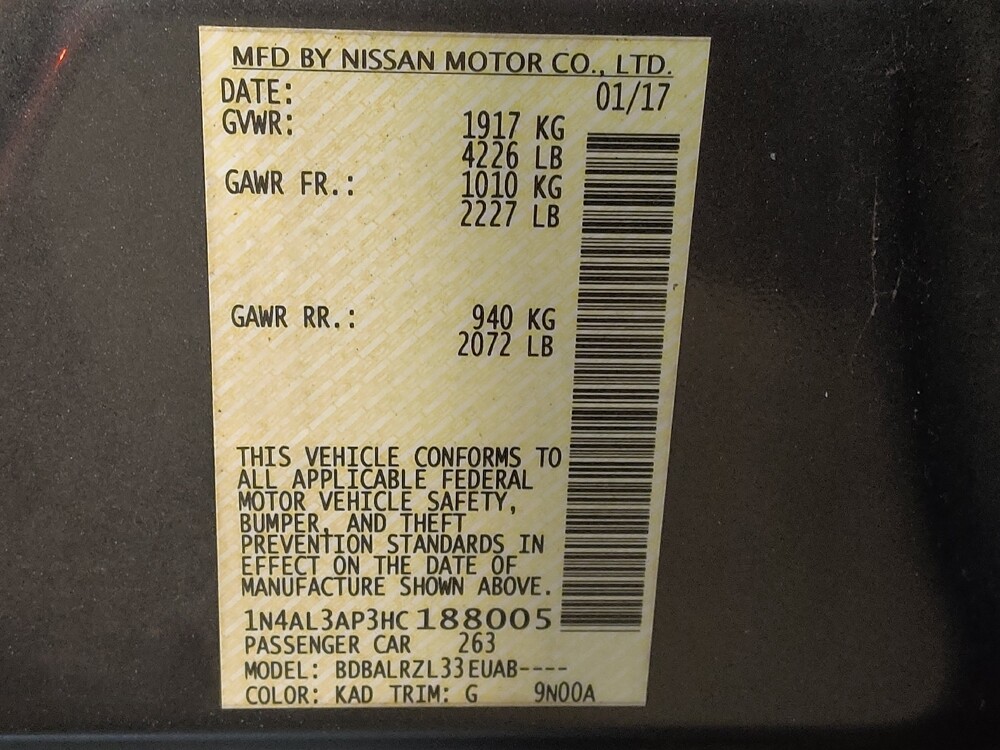 MFD BY NISSAN MOTOR CO., LTD.
DATE: 01/17
GVWR: 1917 KG
4226 LB
GAWR FR.: 1010 KG
2227 LB
GAWR RR.: 940 KG
2072 LB
THIS VEHICLE CONFORMS TO
ALL APPLICABLE FEDERAL
MOTOR VEHICLE SAFETY,
BUMPER, AND THEFT
PREVENTION STANDARDS IN
EFFECT ON THE DATE OF
MANUFACTURE SHOWN ABOVE.
1N4AL3AP3HC188005
PASSENGER CAR 263
MODEL: BDBALRZL33EUAB----
COLOR: KAD TRIM: G 9N00A